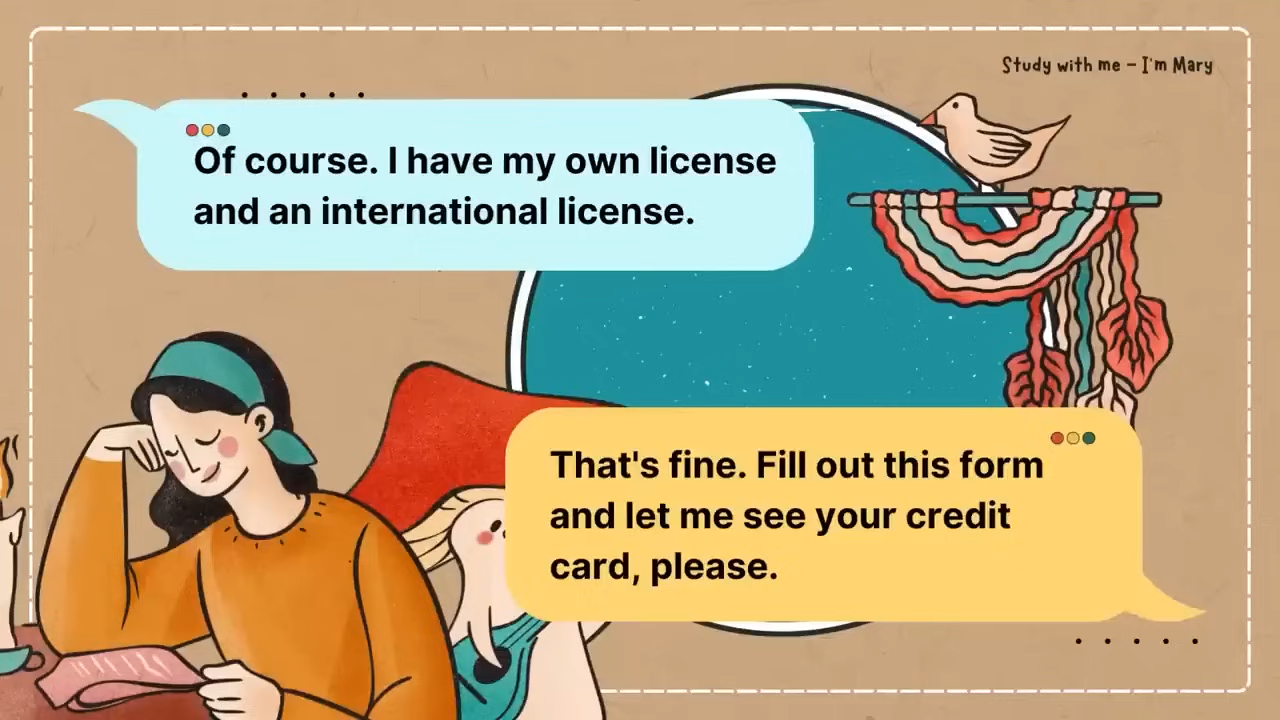 Study with me - I'm Mary
Of course. I have my own license
and an international license.
That's fine. Fill out this form
and let me see your credit
card, please.